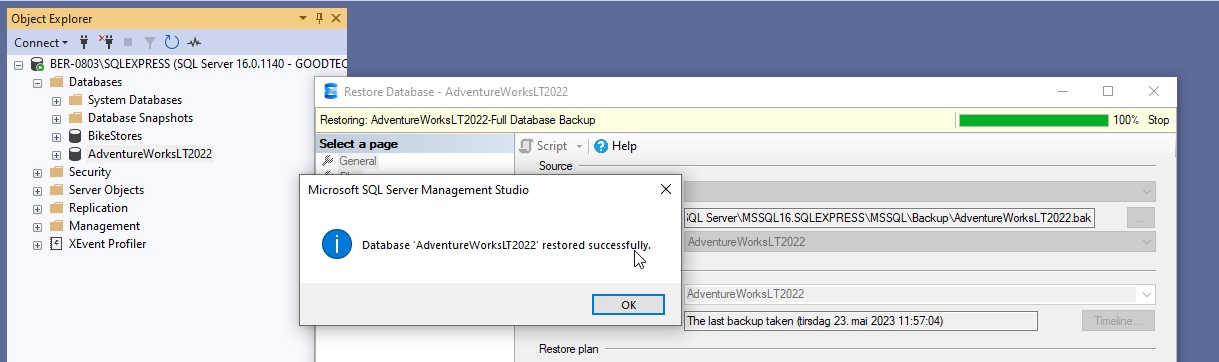 Object Explorer
Connect
BER-0803\SQLEXPRESS (SQL Server 16.0.1140 - GOODTEC
Databases
System Databases
Database Snapshots
BikeStores
AdventureWorksLT2022
Security
Server Objects
Replication
Management
XEvent Profiler
Restore Database - AdventureWorksLT2022
Restoring: AdventureWorksLT2022-Full Database Backup
100% Stop
Select a page
General
Script
Help
Source
SQL Server\MSSQL16.SQLEXPRESS\MSSQL\Backup\AdventureWorksLT2022.bak
...
AdventureWorksLT2022
Microsoft SQL Server Management Studio
Database 'AdventureWorksLT2022' restored successfully.
OK
AdventureWorksLT2022
The last backup taken (tirsdag 23. mai 2023 11:57:04)
Timeline...
Restore plan